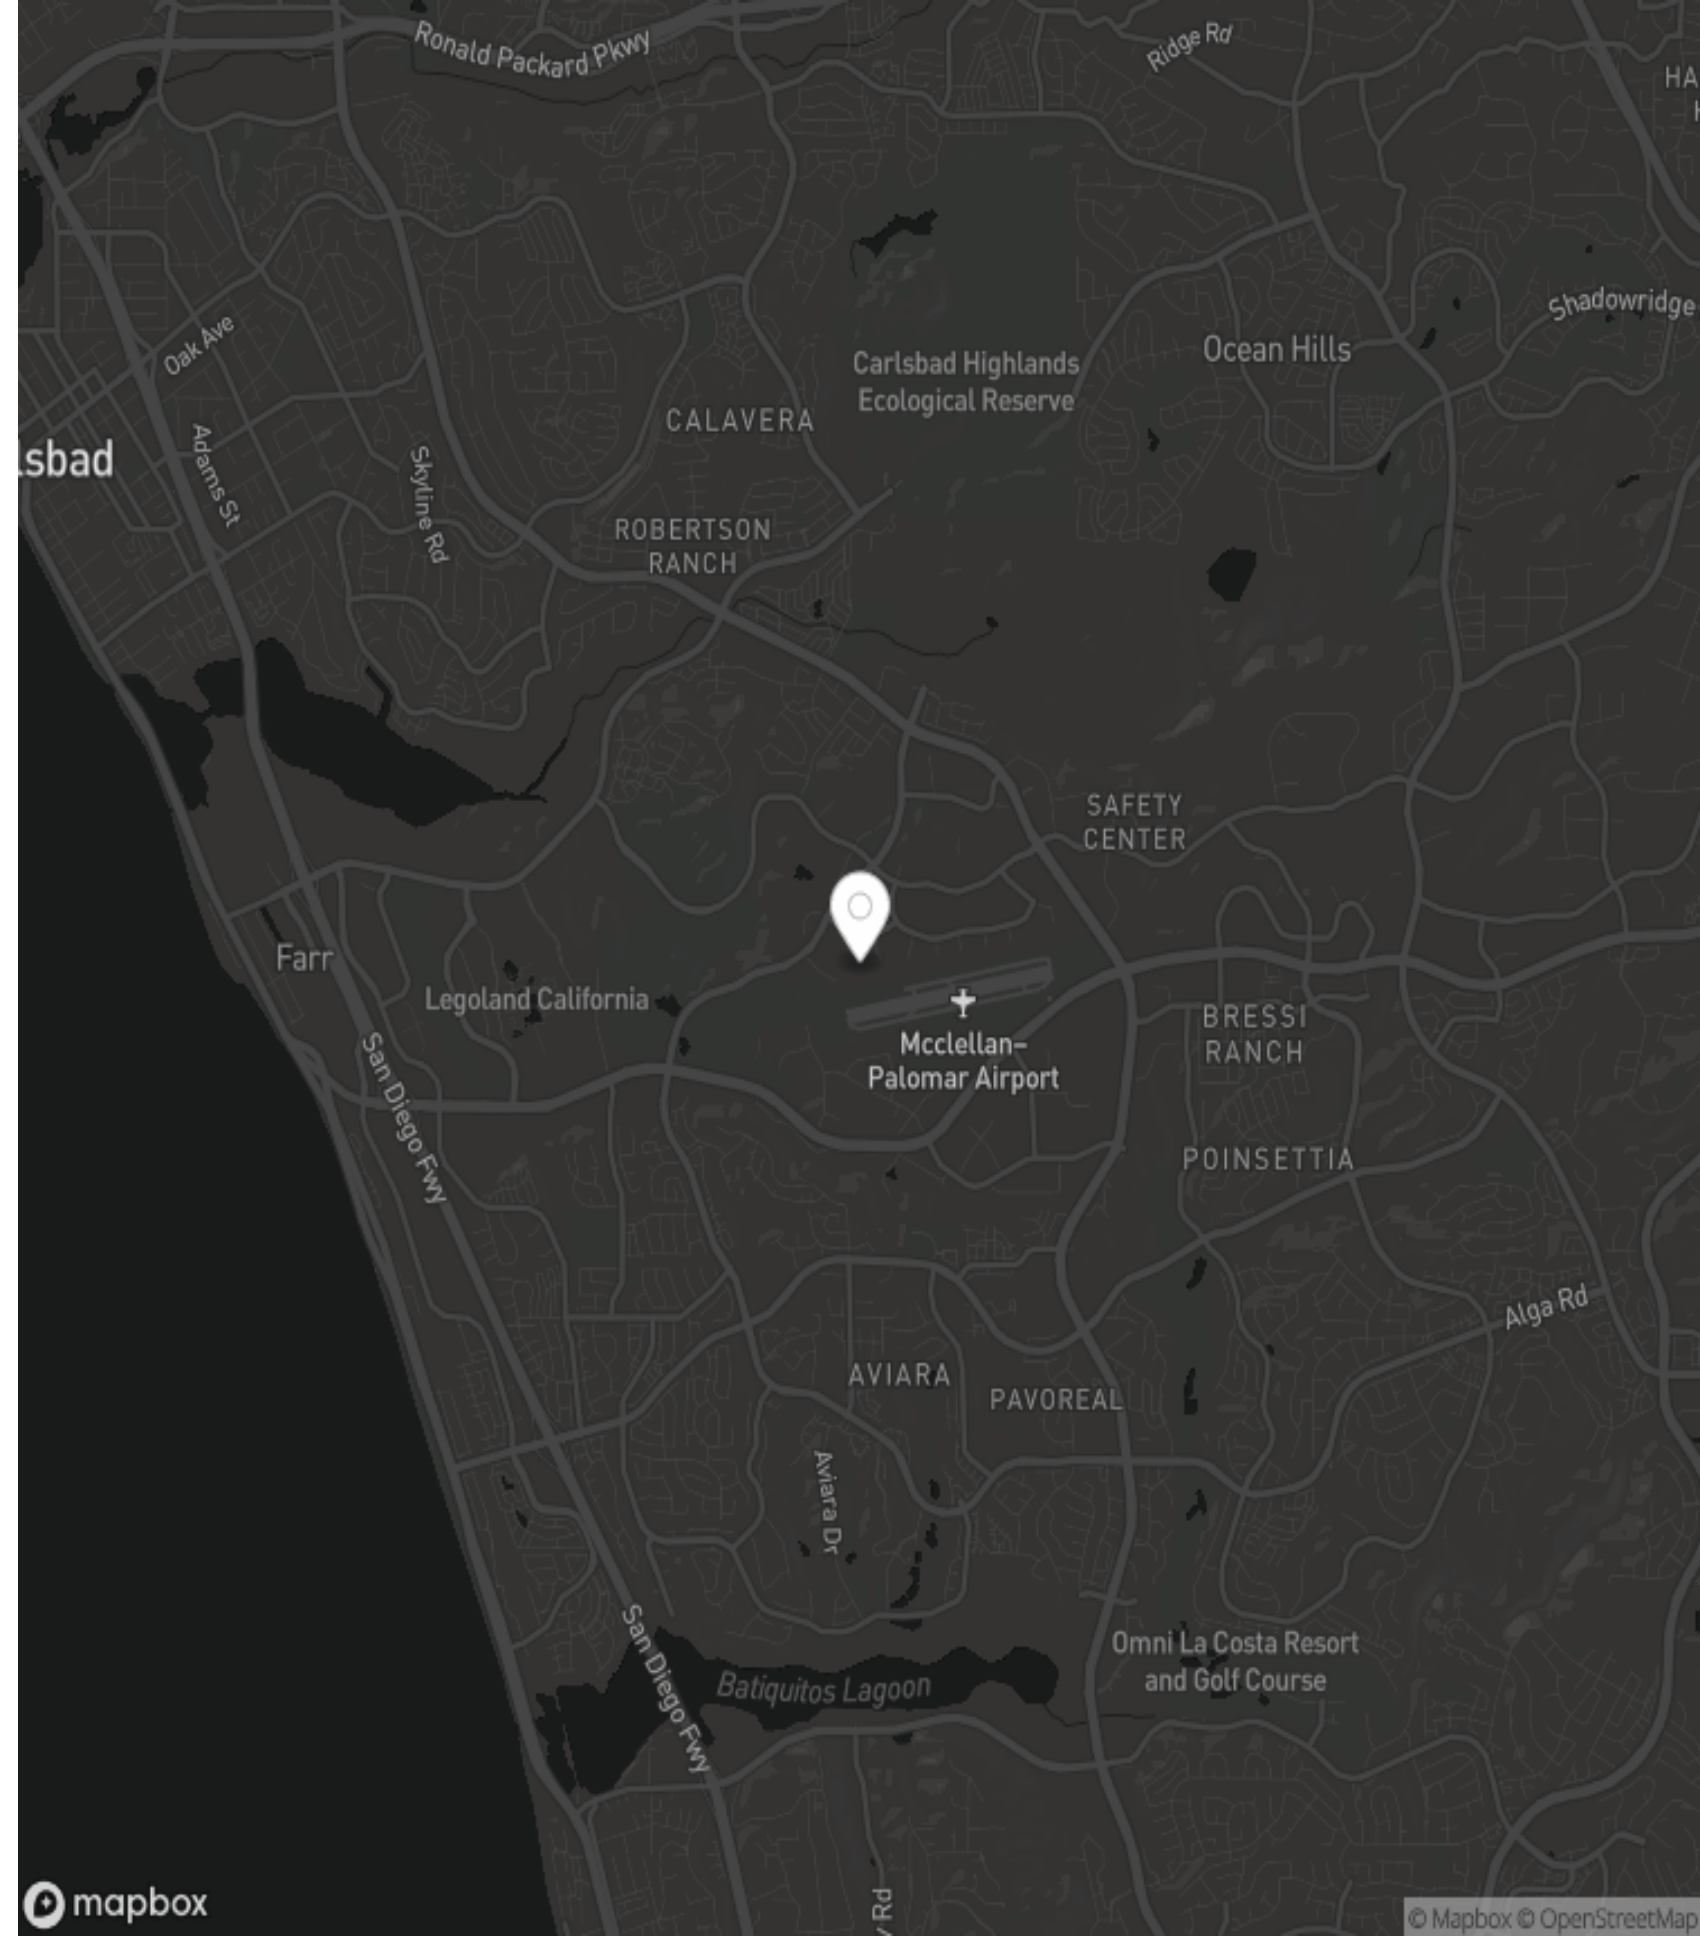 Ronald Packard Pkwy
Ridge Rd
HA
Shadowridge
Oak Ave
Ocean Hills
Carlsbad Highlands
Ecological Reserve
CALAVERA
lsbad
Adams St
Skyline Rd
ROBERTSON
RANCH
SAFETY
CENTER
Farr
Legoland California
Mcclellan–
Palomar Airport
BRESSI
RANCH
San Diego Fwy
POINSETTIA
Alga Rd
AVIARA
PAVOREAL
Aviara Dr
San Diego Fwy
Omni La Costa Resort
and Golf Course
Batiquitos Lagoon
Rd
mapbox
© Mapbox © OpenStreetMap